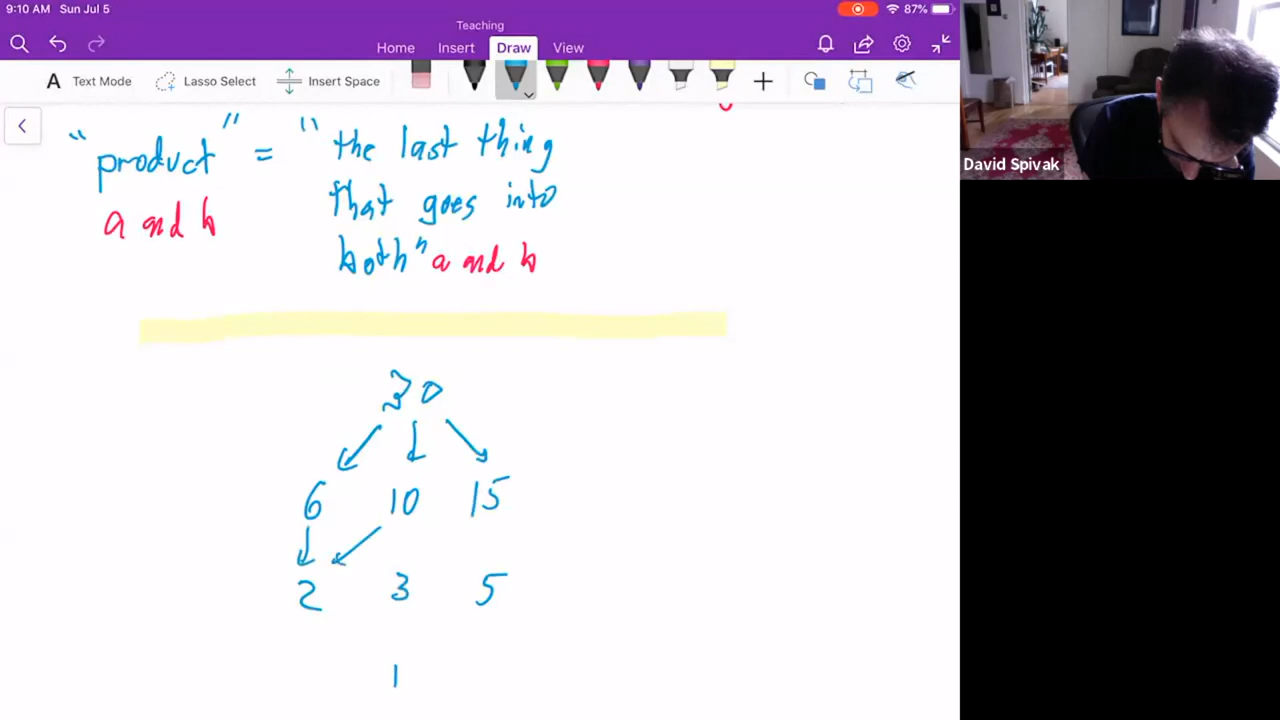 9:10 AM Sun Jul 5
87%
Teaching
Home Insert Draw View
Text Mode Lasso Select Insert Space
"product" = "the last thing
that goes into
both" a and b
a and b
30
6 10 15
2 3 5
1
David Spivak